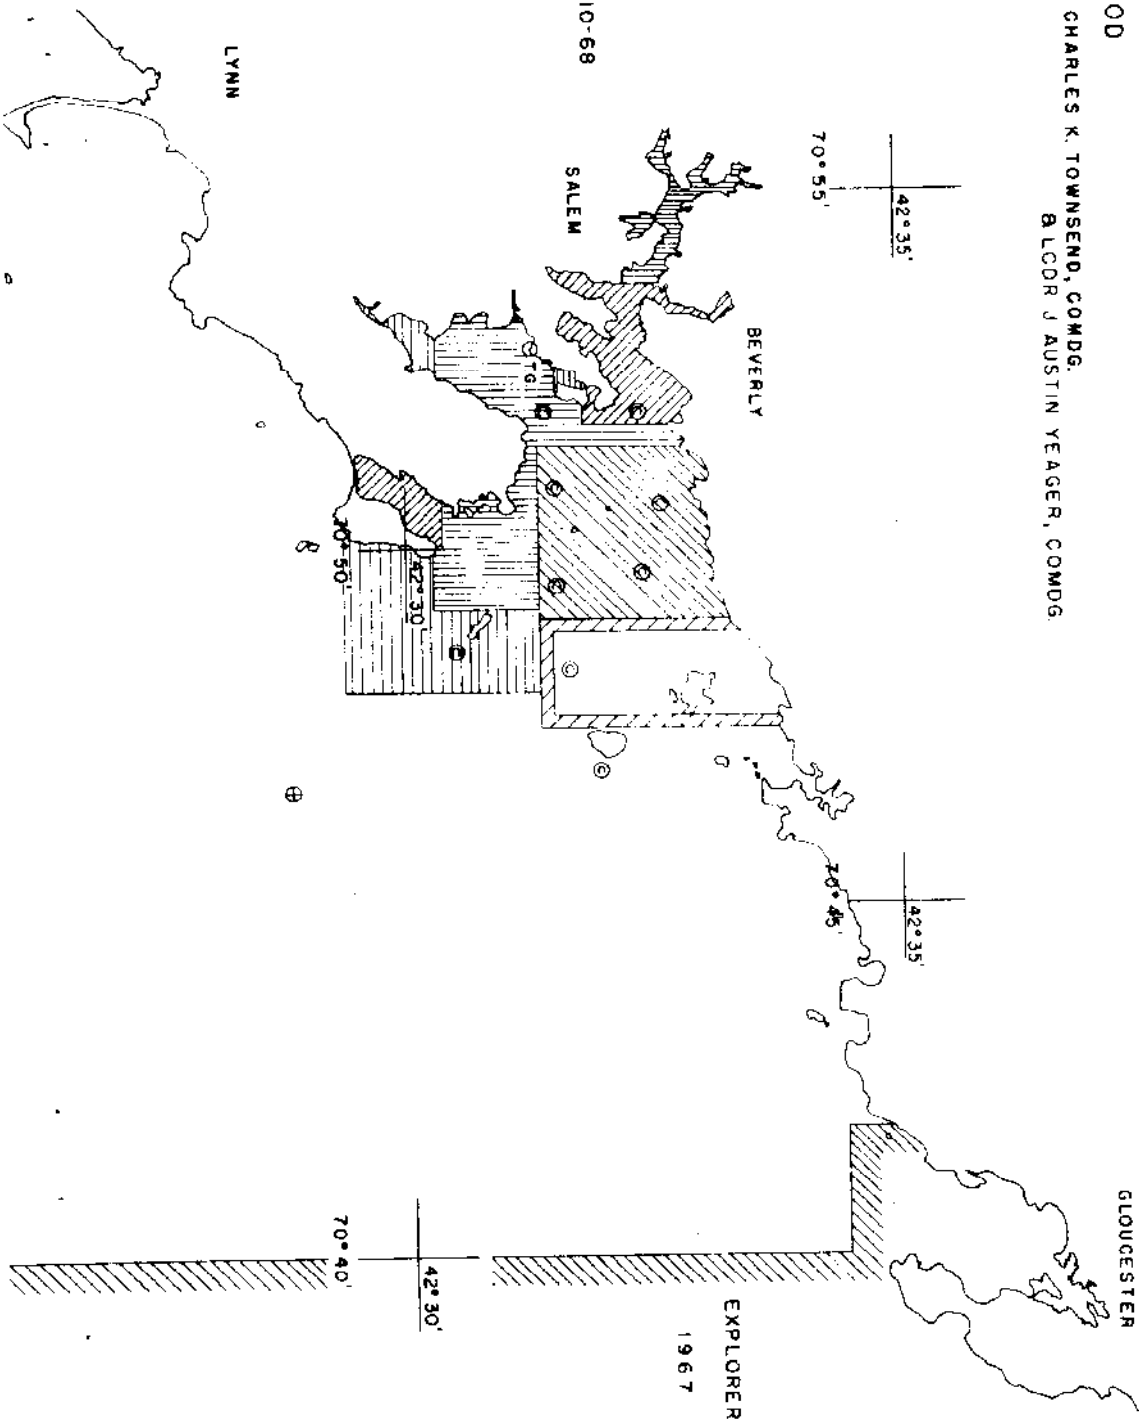 OD
CHARLES K. TOWNSEND, COMDG.
& LCDR J AUSTIN YEAGER, COMDG.
10-68
LYNN
SALEM
BEVERLY
GLOUCESTER
70° 55'
42° 35'
TG
C
C
C
C
C
C
C
C
C
70° 50'
42° 30'
70° 45'
42° 35'
70° 40'
42° 30'
EXPLORER
1967